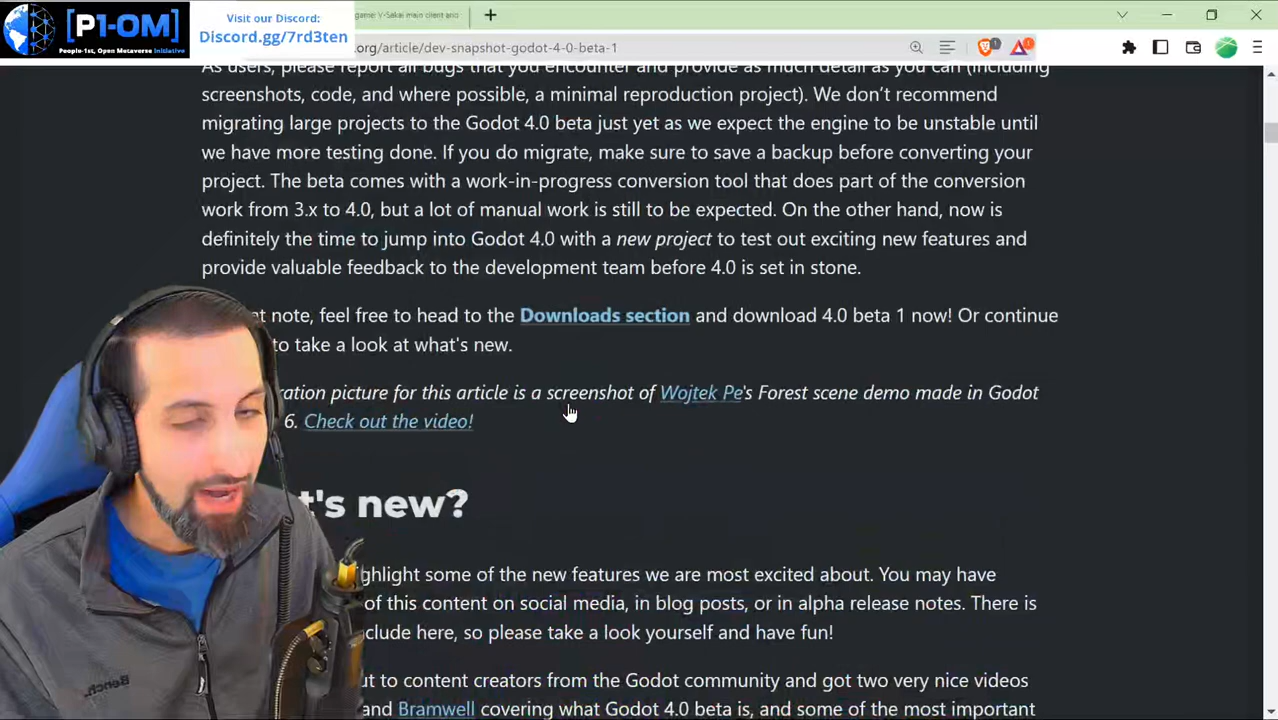 [P1-OM]
People-1st, Open Metaverse Initiative
Visit our Discord:
Discord.gg/7rd3ten
game: V-Sekai main client and
.org/article/dev-snapshot-godot-4-0-beta-1
As users, please report all bugs that you encounter and provide as much detail as you can (including
screenshots, code, and where possible, a minimal reproduction project). We don't recommend
migrating large projects to the Godot 4.0 beta just yet as we expect the engine to be unstable until
we have more testing done. If you do migrate, make sure to save a backup before converting your
project. The beta comes with a work-in-progress conversion tool that does part of the conversion
work from 3.x to 4.0, but a lot of manual work is still to be expected. On the other hand, now is
definitely the time to jump into Godot 4.0 with a new project to test out exciting new features and
provide valuable feedback to the development team before 4.0 is set in stone.
at note, feel free to head to the Downloads section and download 4.0 beta 1 now! Or continue
to take a look at what's new.
ration picture for this article is a screenshot of Wojtek Pe's Forest scene demo made in Godot
6. Check out the video!
t's new?
ghlight some of the new features we are most excited about. You may have
of this content on social media, in blog posts, or in alpha release notes. There is
clude here, so please take a look yourself and have fun!
ut to content creators from the Godot community and got two very nice videos
and Bramwell covering what Godot 4.0 beta is, and some of the most important
Bench.